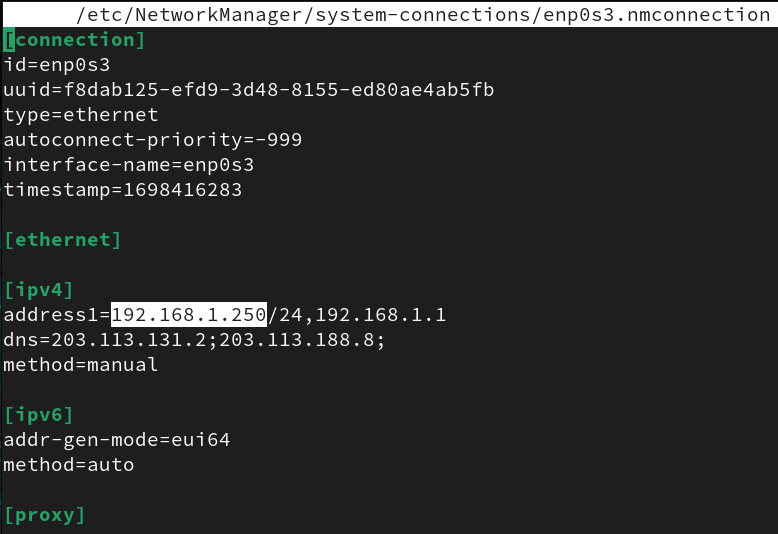 /etc/NetworkManager/system-connections/enp0s3.nmconnection
[connection]
id=enp0s3
uuid=f8dab125-efd9-3d48-8155-ed80ae4ab5fb
type=ethernet
autoconnect-priority=-999
interface-name=enp0s3
timestamp=1698416283
[ethernet]
[ipv4]
address1=192.168.1.250/24,192.168.1.1
dns=203.113.131.2;203.113.188.8;
method=manual
[ipv6]
addr-gen-mode=eui64
method=auto
[proxy]